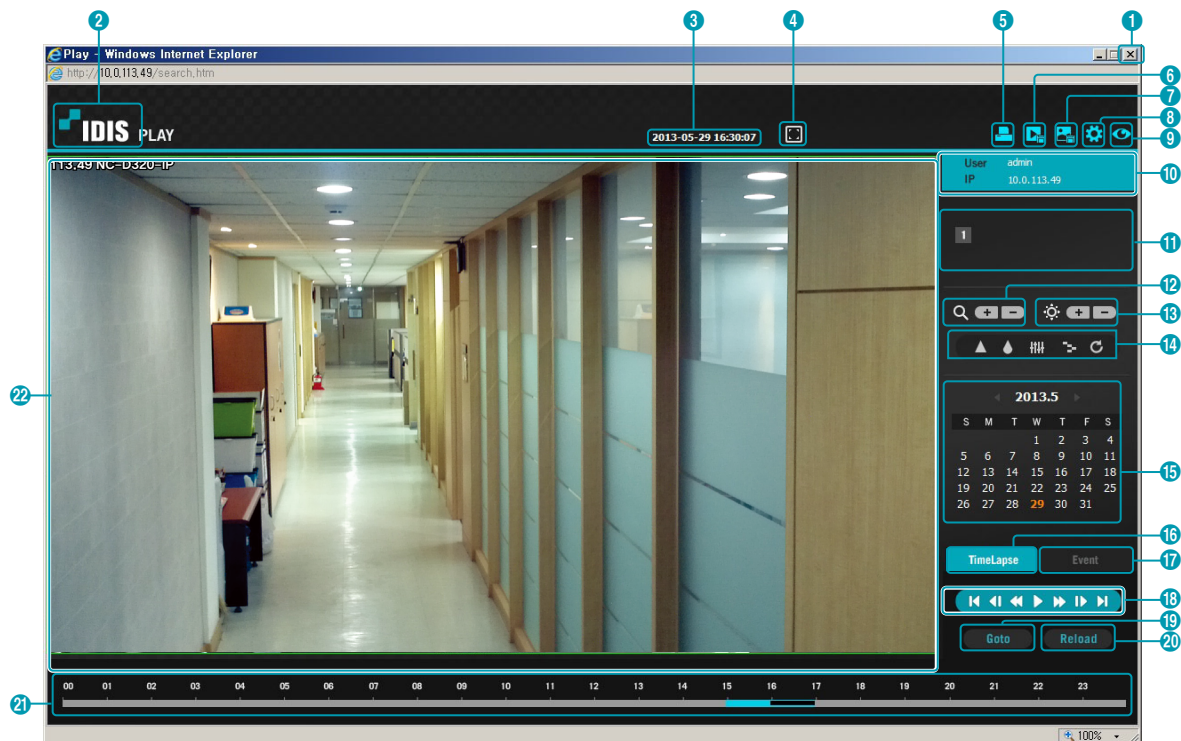 2 3 4 5 1
Play - Windows Internet Explorer
http://10,0,113,49/search,htm
6
7
8
9
IDIS PLAY
2013-05-29 16:30:07
113,49 NC-D320-IP
User admin
IP 10.0.113.49
10
1
11
12
13
14
2013.5
S M T W T F S
1 2 3 4
5 6 7 8 9 10 11
12 13 14 15 16 17 18
19 20 21 22 23 24 25
26 27 28 29 30 31
15
22
16
TimeLapse Event
17
18
19
Goto Reload
20
00 01 02 03 04 05 06 07 08 09 10 11 12 13 14 15 16 17 18 19 20 21 22 23
21
100%